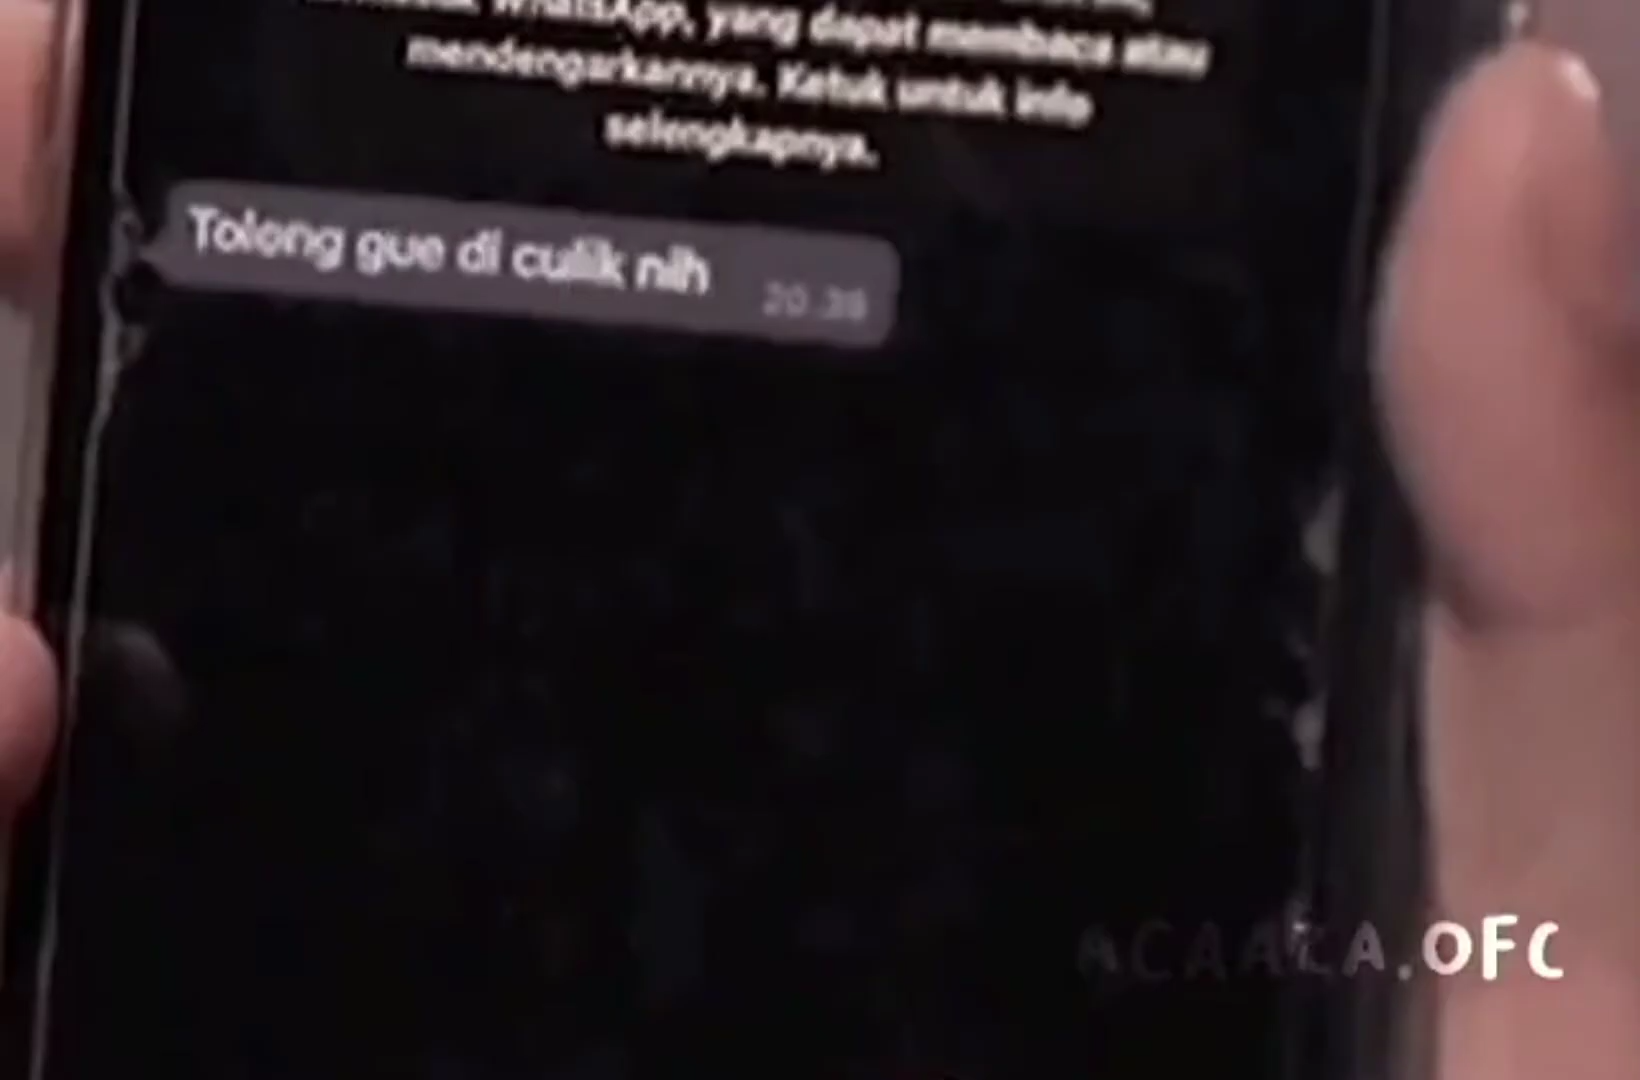 WhatsApp, yang dapat membaca atau
mendengarkannya. Ketuk untuk info
selengkapnya.
Tolong gue di culik nih
20.39
.OFC